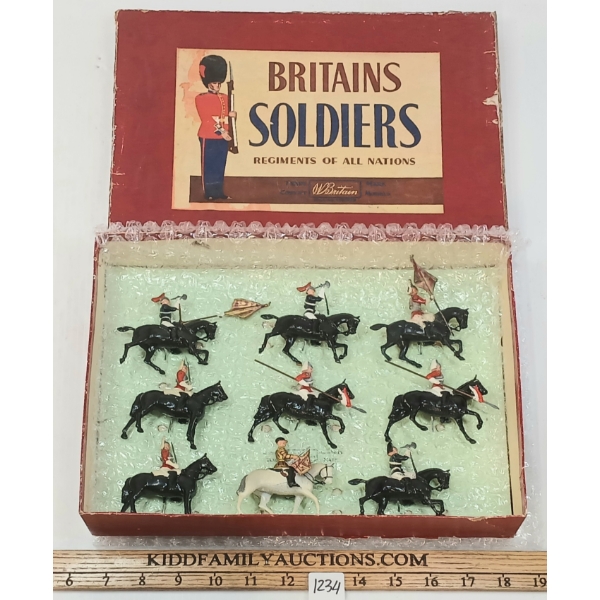 BRITAINS
SOLDIERS
REGIMENTS OF ALL NATIONS
Britain
KIDDFAMILYAUCTIONS.COM
6 7 8 9 10 11 12 14 15 16 17 18 19
1234